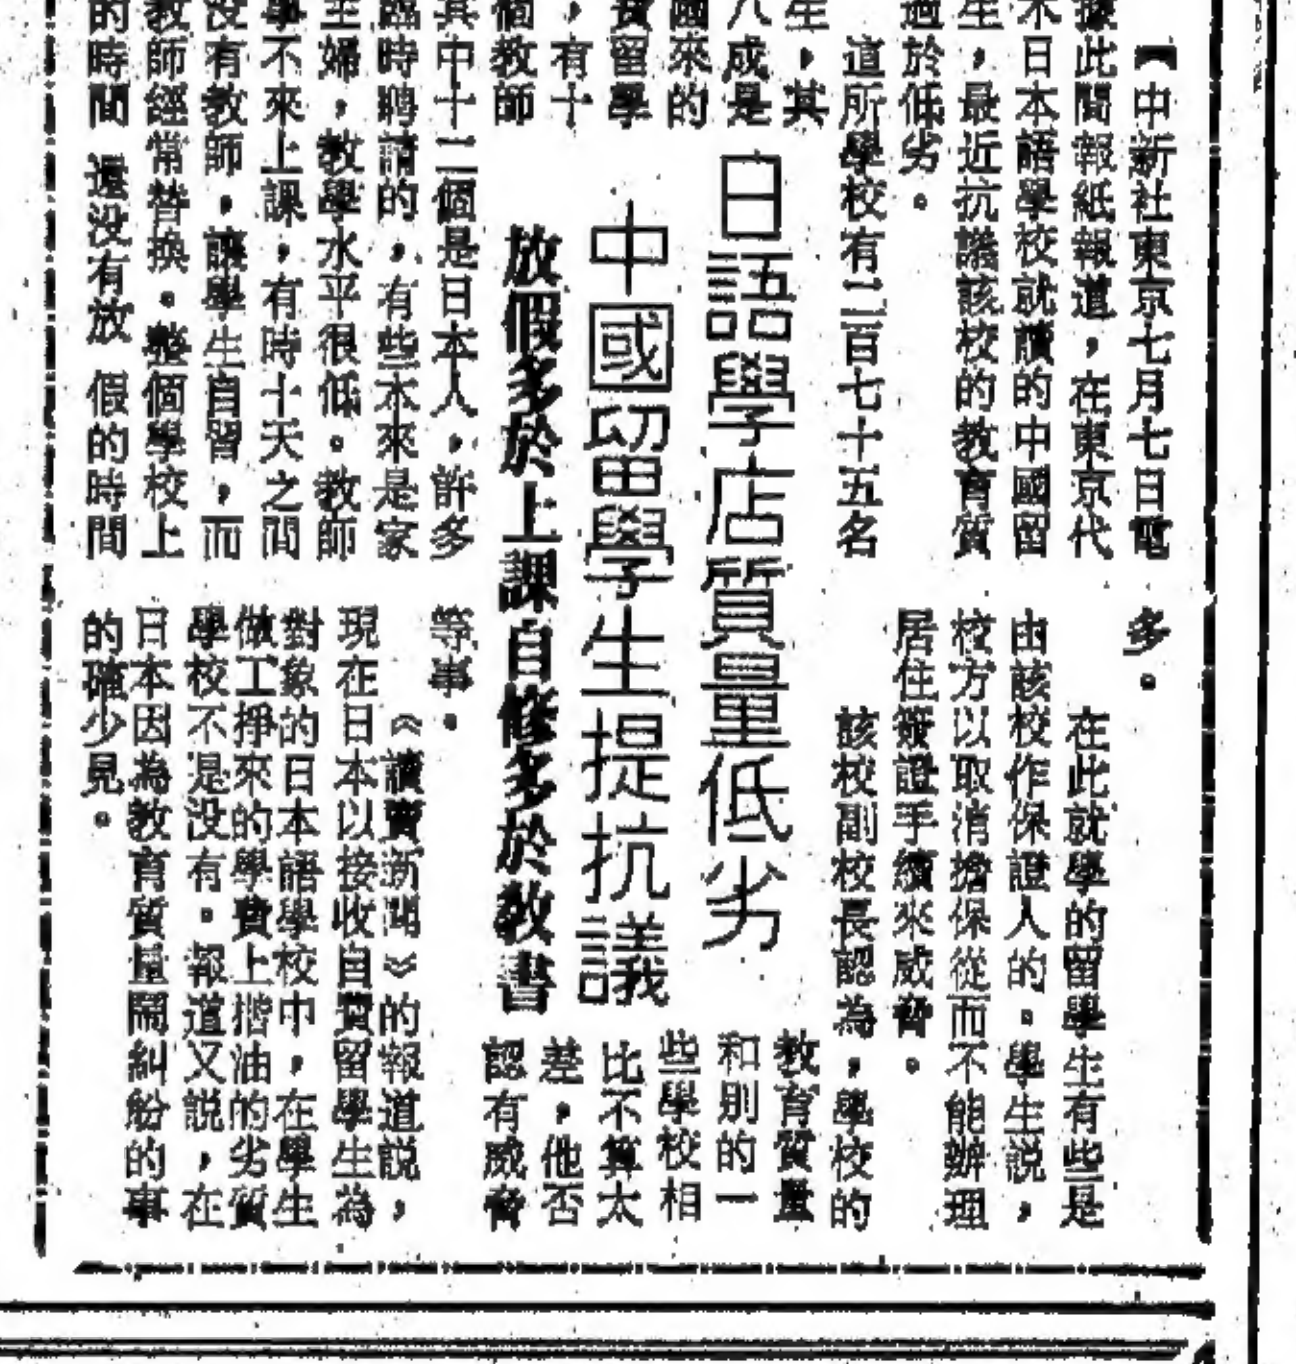 日語學店質量低劣
中國留學生提抗議
放假多於上課自修多於教書
【中新社東京七月七日電
據此間報紙報道，在東京代
木日本語學校就讀的中國留
生，最近抗議該校的教育質
過於低劣。
這所學校有二百七十五名
生，其
八成是
國來的
費留學
，有十
個教師
其中十二個是日本人，許多
臨時聘請的，有些本來是家
主婦，教學水平很低。教師
學不來上課，有時十天之間
没有教師，讓學生自習，而
教師經常替換。整個學校上
的時間 還没有放 假的時間
多。
在此就學的留學生有些是
由該校作保證人的。學生説，
校方以取消擔保從而不能辦理
居住簽證手續來威脅。
該校副校長認為，學校的
教育質量
和別的一
些學校相
比不算太
差，他否
認有威脅
等事。
《讀賣新聞》的報道説，
現在日本以接收自費留學生為
對象的日本語學校中，在學生
做工掙來的學費上揩油的劣質
學校不是没有。報道又説，在
日本因為教育質量鬧糾紛的事
的確少見。